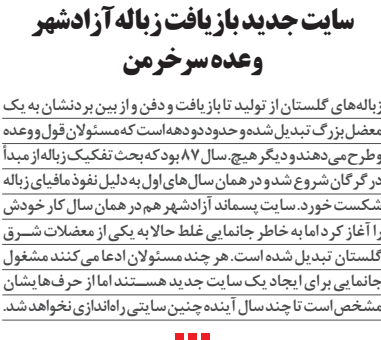 سایت جدید بازیافت زباله آزادشهر
وعده سرخرمن
زباله‌های گلستان از تولید تا بازیافت و دفن و از بین بردنشان به یک
معضل بزرگ تبدیل شده و حدود دو دهه است که مسئولان قول و وعده
و طرح می‌دهند و دیگر هیچ. سال ۸۷ بود که بحث تفکیک زباله از مبدأ
در گرگان شروع شد و در همان سال‌های اول به دلیل نفوذ مافیای زباله
شکست خورد. سایت پسماند آزادشهر هم در همان سال کار خودش
را آغاز کرد اما به خاطر جانمایی غلط حالا به یکی از معضلات شرق
گلستان تبدیل شده است. هر چند مسئولان ادعا می‌کنند مشغول
جانمایی برای ایجاد یک سایت جدید هستند اما از حرف‌هایشان
مشخص است تا چند سال آینده چنین سایتی راه‌اندازی نخواهد شد.